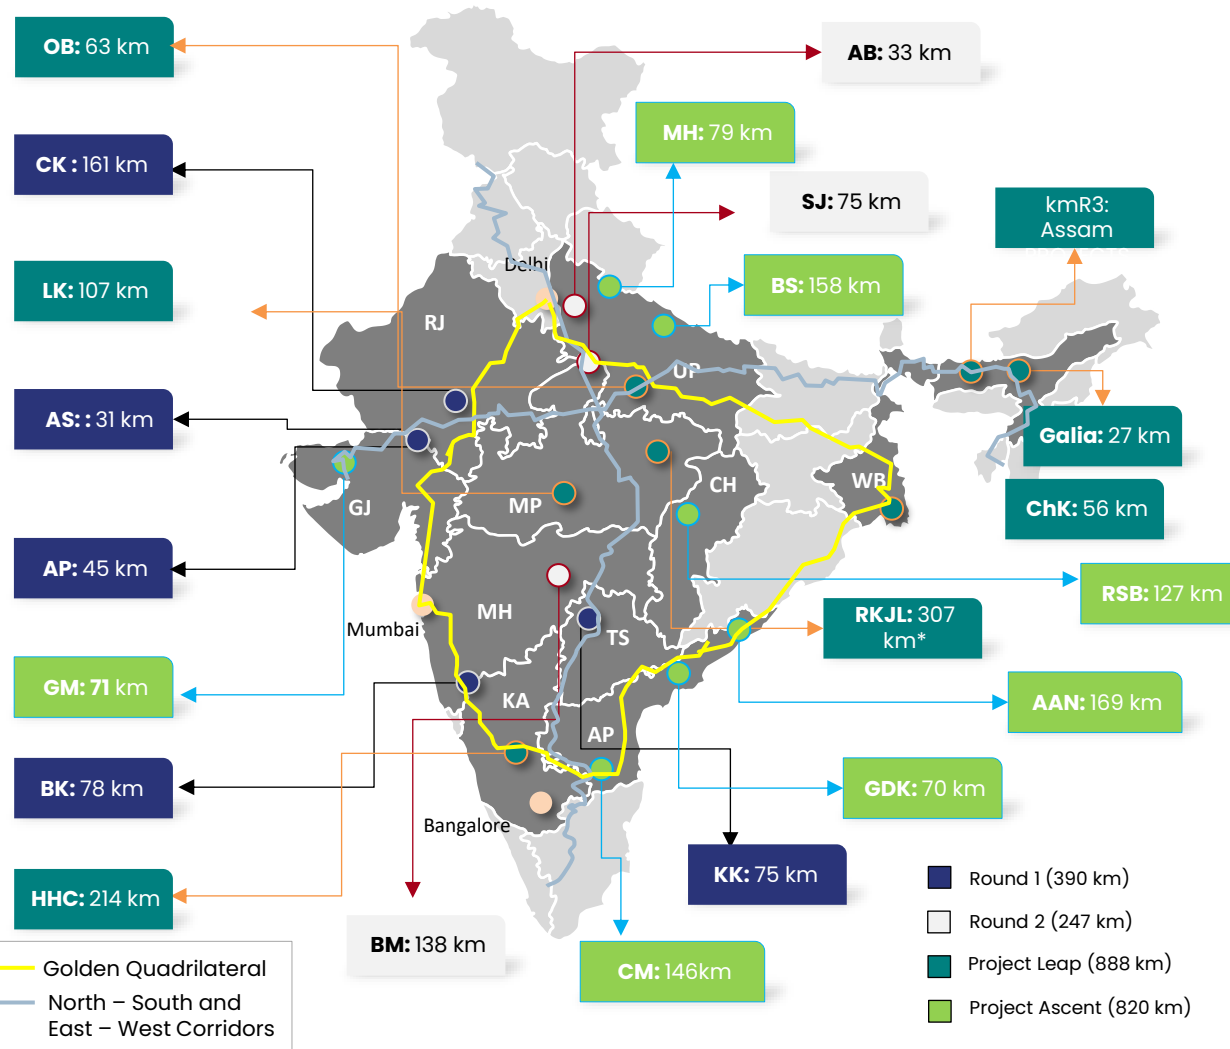 OB: 63 km
AB: 33 km
MH: 79 km
CK : 161 km
SJ: 75 km
kmR3:
Assam
Delhi
LK: 107 km
BS: 158 km
RJ
UP
AS: : 31 km
Galia: 27 km
CH
WB
MP
GJ
ChK: 56 km
AP: 45 km
RSB: 127 km
MH
RKJL: 307
km*
Mumbai
TS
GM: 71 km
KA
AAN: 169 km
AP
BK: 78 km
GDK: 70 km
Bangalore
KK: 75 km
HHC: 214 km
BM: 138 km
CM: 146km
Golden Quadrilateral
North – South and
East – West Corridors
Round 1 (390 km)
Round 2 (247 km)
Project Leap (888 km)
Project Ascent (820 km)